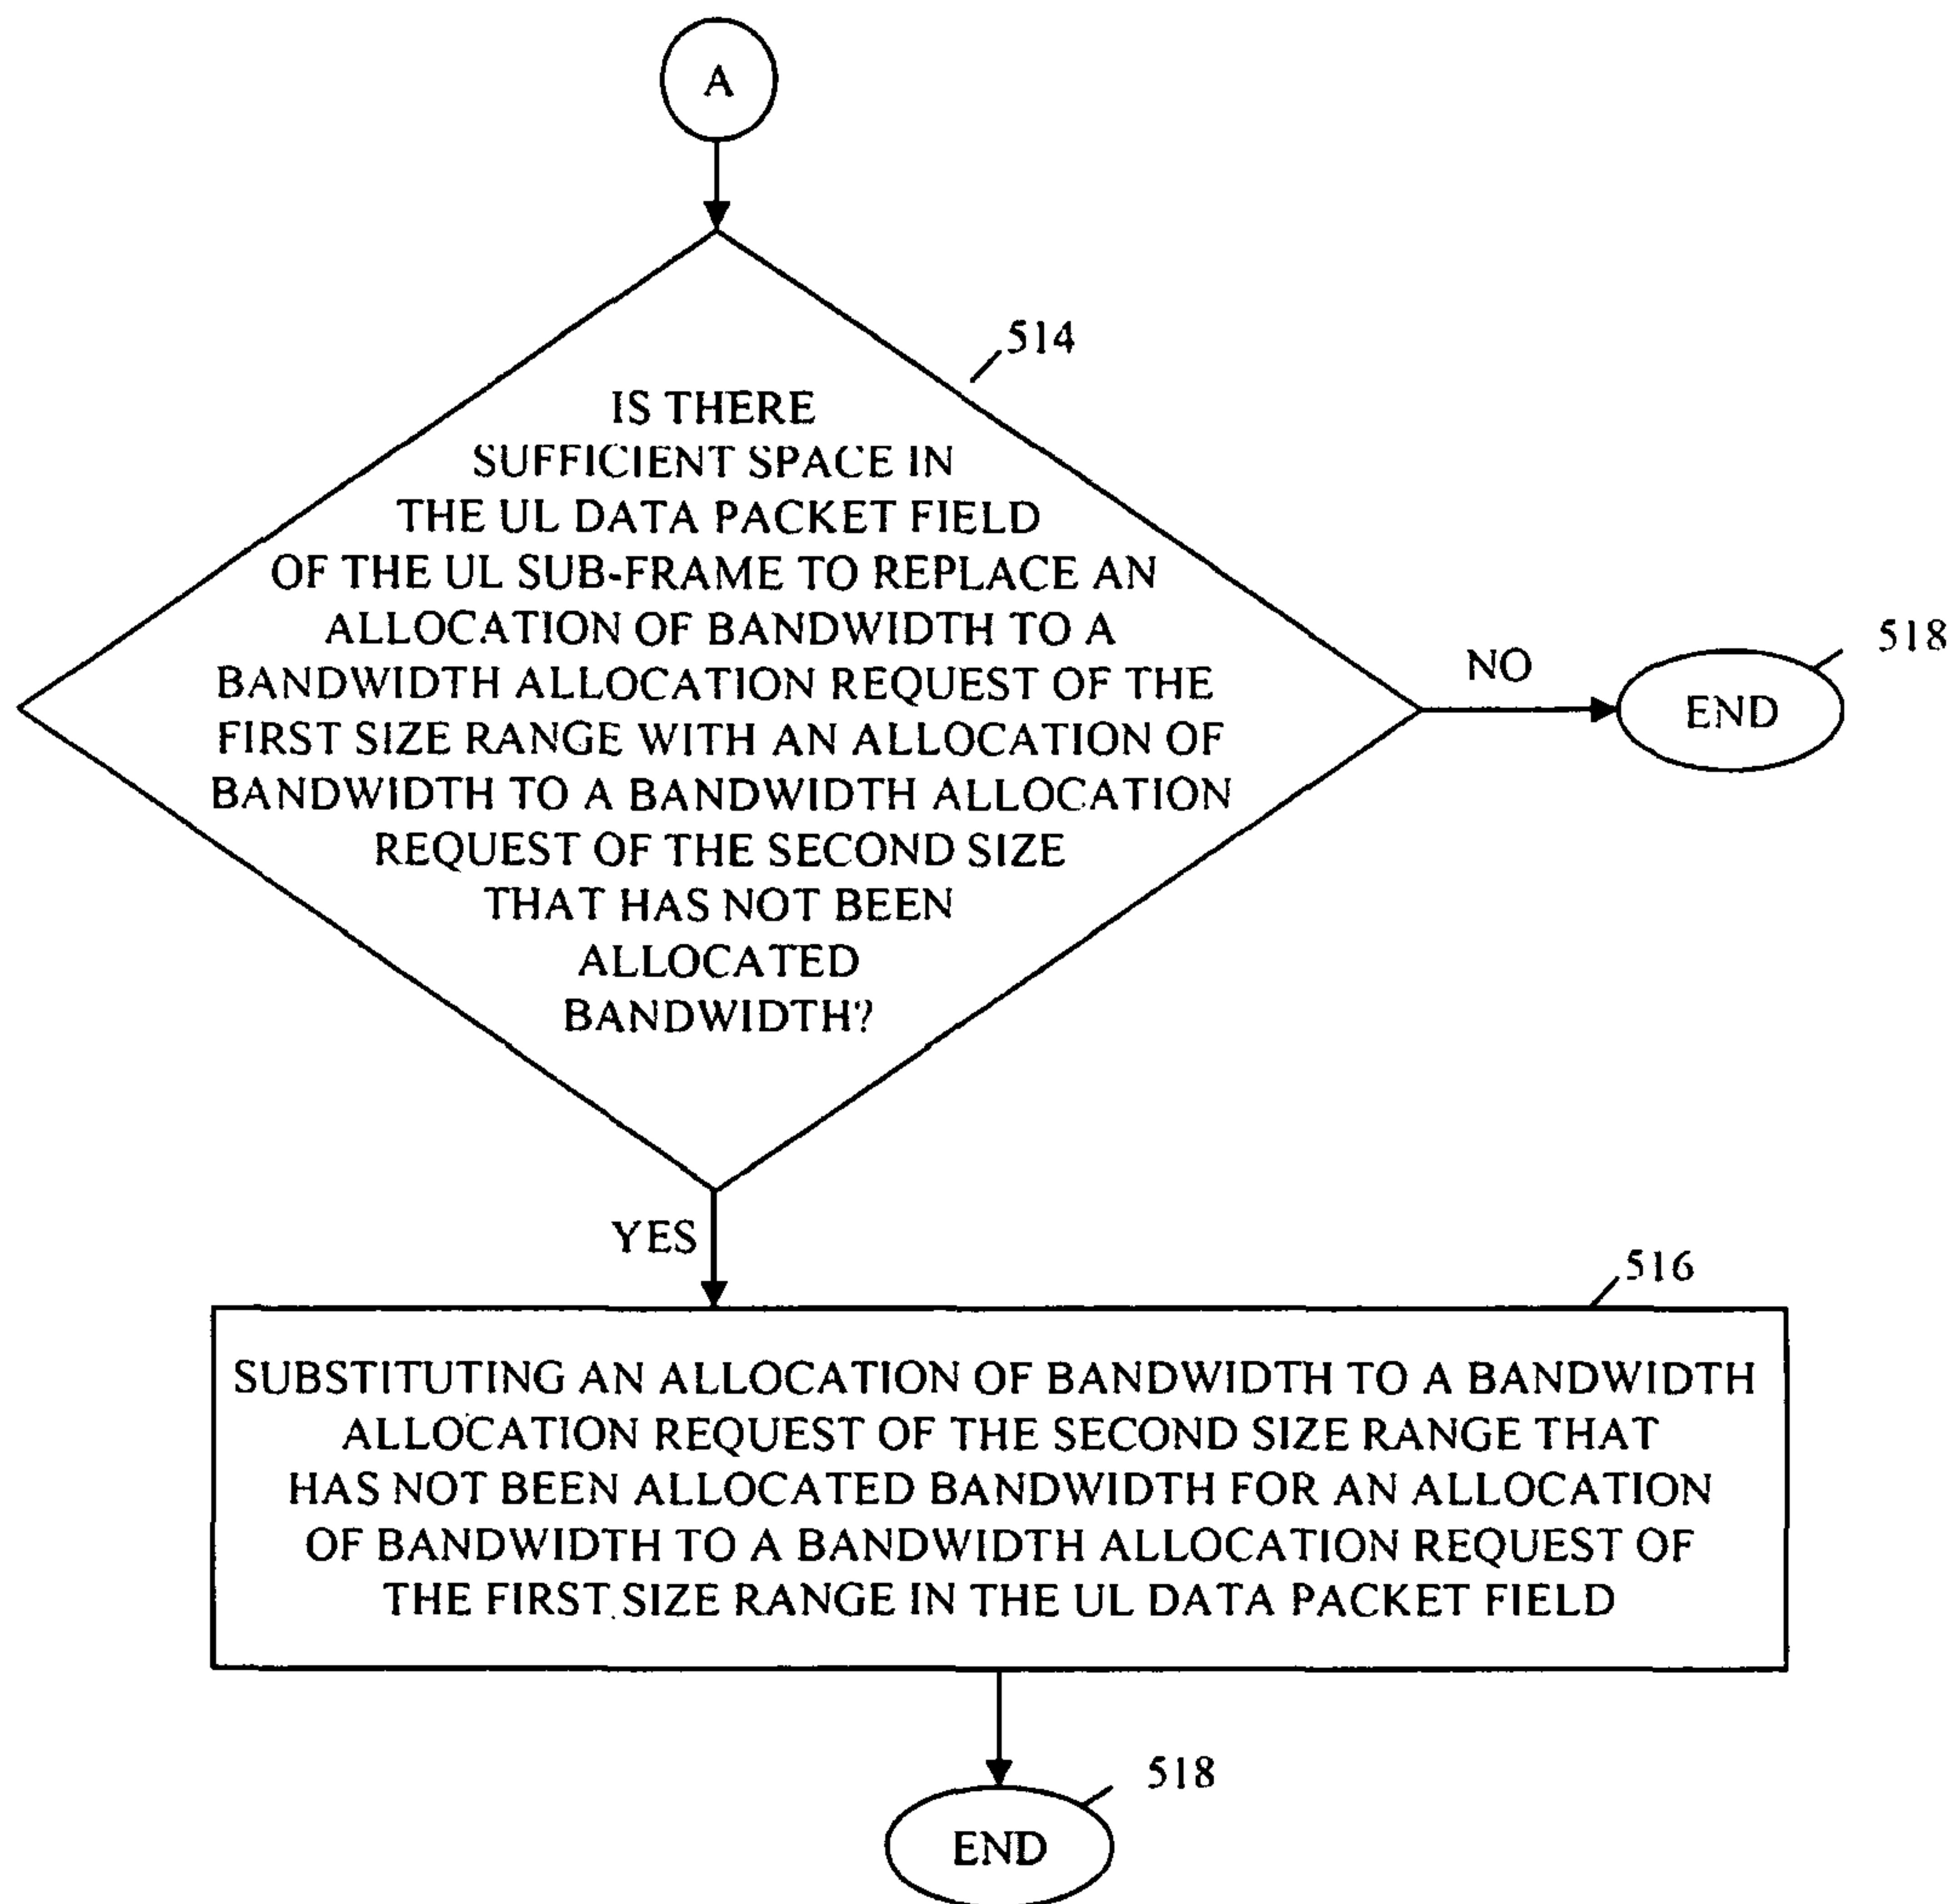 A
514
IS THERE
SUFFICIENT SPACE IN
THE UL DATA PACKET FIELD
OF THE UL SUB-FRAME TO REPLACE AN
ALLOCATION OF BANDWIDTH TO A
BANDWIDTH ALLOCATION REQUEST OF THE
FIRST SIZE RANGE WITH AN ALLOCATION OF
BANDWIDTH TO A BANDWIDTH ALLOCATION
REQUEST OF THE SECOND SIZE
THAT HAS NOT BEEN
ALLOCATED
BANDWIDTH?
NO
518
END
YES
516
SUBSTITUTING AN ALLOCATION OF BANDWIDTH TO A BANDWIDTH
ALLOCATION REQUEST OF THE SECOND SIZE RANGE THAT
HAS NOT BEEN ALLOCATED BANDWIDTH FOR AN ALLOCATION
OF BANDWIDTH TO A BANDWIDTH ALLOCATION REQUEST OF
THE FIRST SIZE RANGE IN THE UL DATA PACKET FIELD
518
END